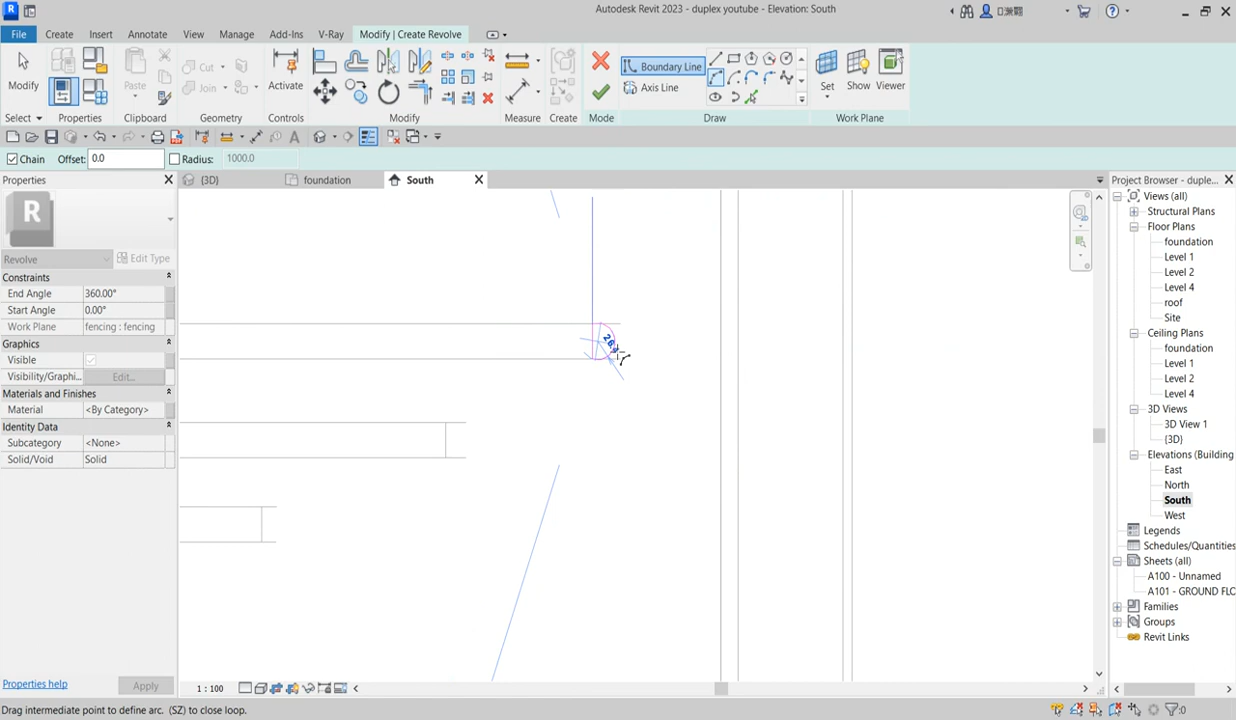 Autodesk Revit 2023 - duplex youtube - Elevation: South
File Create Insert Annotate View Manage Add-Ins V-Ray Modify | Create Revolve
Modify Paste Cut Join Activate Create Boundary Line Axis Line Set Show Viewer
Select Properties Clipboard Geometry Controls Modify Measure Create Mode Draw Work Plane
Chain Offset: 0.0 Radius: 1000.0
Properties
{3D} foundation South
Project Browser - duple...
Revolve Edit Type
Constraints
End Angle 360.00°
Start Angle 0.00°
Work Plane fencing : fencing
Graphics
Visible
Visibility/Graphi... Edit...
Materials and Finishes
Material <By Category>
Identity Data
Subcategory <None>
Solid/Void Solid
Properties help Apply
Views (all)
Structural Plans
Floor Plans
foundation
Level 1
Level 2
Level 4
roof
Site
Ceiling Plans
foundation
Level 1
Level 2
Level 4
3D Views
3D View 1
{3D}
Elevations (Building
East
North
South
West
Legends
Schedules/Quantities
Sheets (all)
A100 - Unnamed
A101 - GROUND FLC
Families
Groups
Revit Links
1 : 100
Drag intermediate point to define arc. (SZ) to close loop.
:0